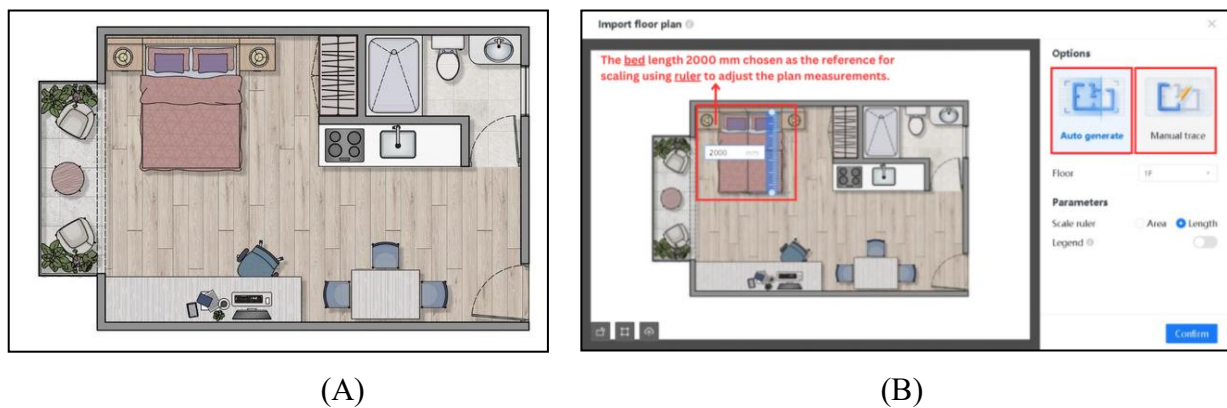 Import floor plan
The bed length 2000 mm chosen as the reference for
scaling using ruler to adjust the plan measurements.
2000 mm
Options
Auto generate Manual trace
Floor 1F
Parameters
Scale ruler Area Length
Legend
Confirm
(A) (B)